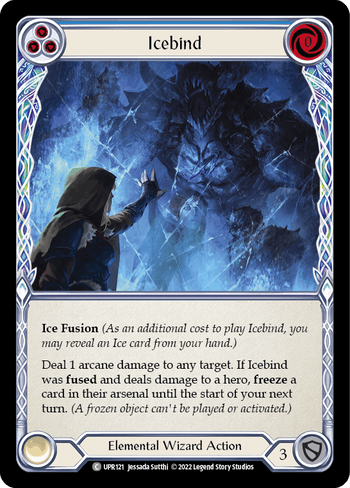 Icebind
0
Ice Fusion (As an additional cost to play Icebind, you
may reveal an Ice card from your hand.)
Deal 1 arcane damage to any target. If Icebind
was fused and deals damage to a hero, freeze a
card in their arsenal until the start of your next
turn. (A frozen object can't be played or activated.)
Elemental Wizard Action
3
C UPR121 Jessada Sutthi © 2022 Legend Story Studios